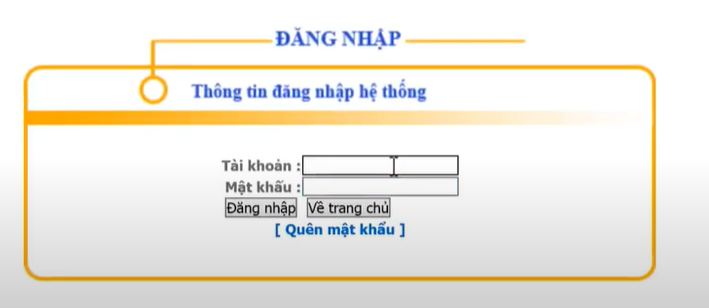 ĐĂNG NHẬP
Thông tin đăng nhập hệ thống
Tài khoản :
Mật khẩu :
Đăng nhập Về trang chủ
[ Quên mật khẩu ]